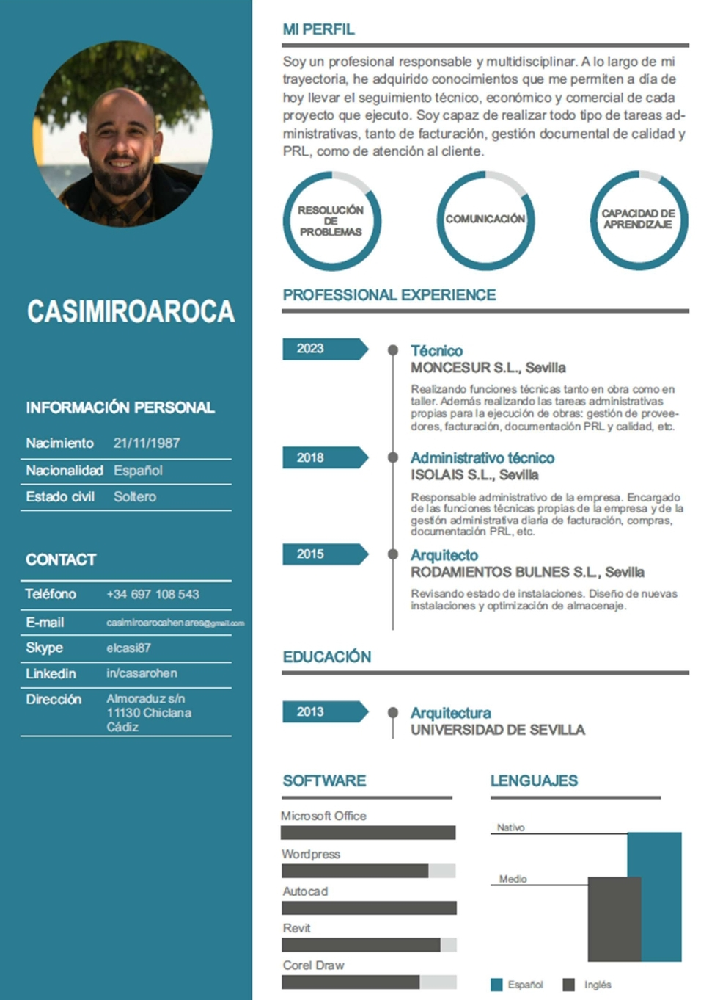 CASIMIROAROCA
INFORMACIÓN PERSONAL
Nacimiento 21/11/1987
Nacionalidad Español
Estado civil Soltero
CONTACT
Teléfono +34 697 108 543
E-mail casimiroarocahenares@gmail.com
Skype elcasi87
Linkedin in/casarohen
Dirección Almoraduz s/n
11130 Chiclana
Cádiz
MI PERFIL
Soy un profesional responsable y multidisciplinar. A lo largo de mi
trayectoria, he adquirido conocimientos que me permiten a día de
hoy llevar el seguimiento técnico, económico y comercial de cada
proyecto que ejecuto. Soy capaz de realizar todo tipo de tareas ad-
ministrativas, tanto de facturación, gestión documental de calidad y
PRL, como de atención al cliente.
RESOLUCIÓN
DE
PROBLEMAS
COMUNICACIÓN
CAPACIDAD DE
APRENDIZAJE
PROFESSIONAL EXPERIENCE
2023
Técnico
MONCESUR S.L., Sevilla
Realizando funciones técnicas tanto en obra como en
taller. Además realizando las tareas administrativas
propias para la ejecución de obras: gestión de provee-
dores, facturación, documentación PRL y calidad, etc.
2018
Administrativo técnico
ISOLAIS S.L., Sevilla
Responsable administrativo de la empresa. Encargado
de las funciones técnicas propias de la empresa y de la
gestión administrativa diaria de facturación, compras,
documentación PRL, etc.
2015
Arquitecto
RODAMIENTOS BULNES S.L., Sevilla
Revisando estado de instalaciones. Diseño de nuevas
instalaciones y optimización de almacenaje.
EDUCACIÓN
2013
Arquitectura
UNIVERSIDAD DE SEVILLA
SOFTWARE
Microsoft Office
Wordpress
Autocad
Revit
Corel Draw
LENGUAJES
Nativo
Medio
Español Inglés